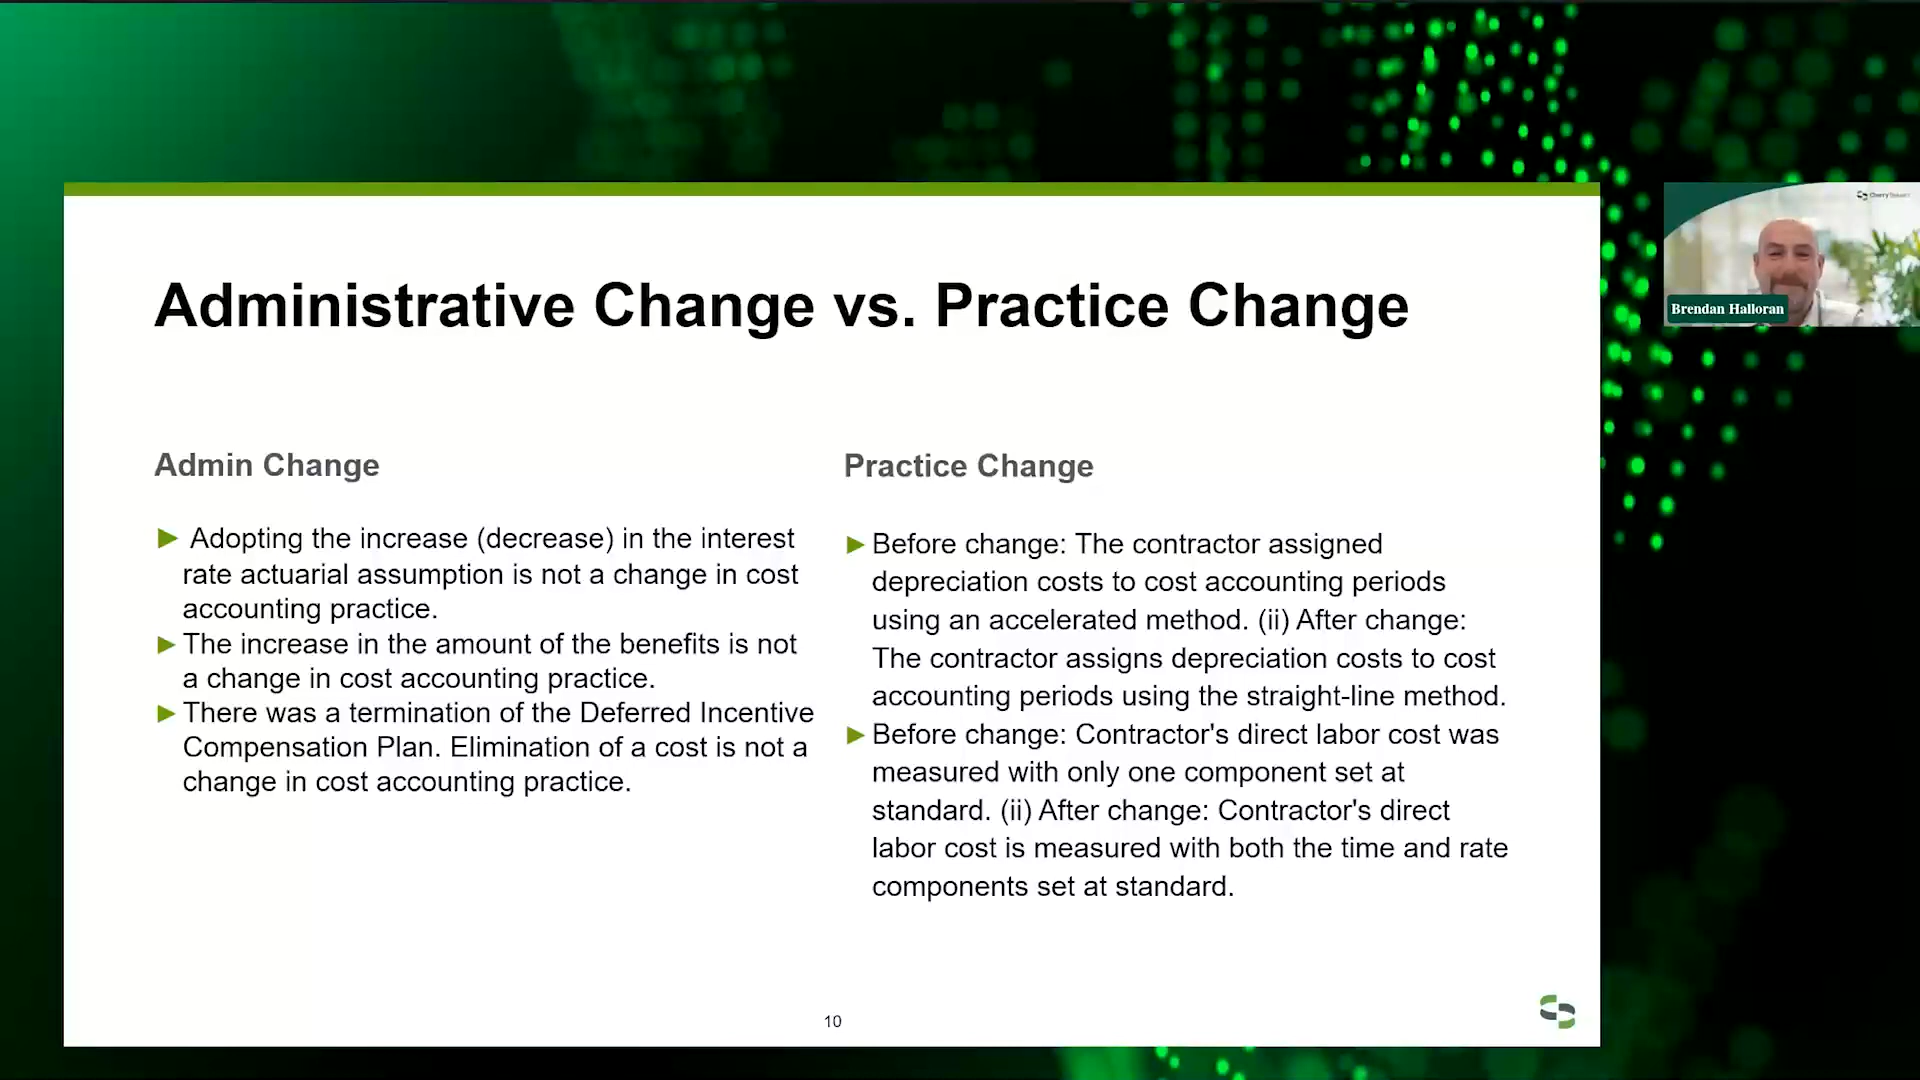 Administrative Change vs. Practice Change
Admin Change
► Adopting the increase (decrease) in the interest
rate actuarial assumption is not a change in cost
accounting practice.
► The increase in the amount of the benefits is not
a change in cost accounting practice.
► There was a termination of the Deferred Incentive
Compensation Plan. Elimination of a cost is not a
change in cost accounting practice.
Practice Change
► Before change: The contractor assigned
depreciation costs to cost accounting periods
using an accelerated method. (ii) After change:
The contractor assigns depreciation costs to cost
accounting periods using the straight-line method.
► Before change: Contractor's direct labor cost was
measured with only one component set at
standard. (ii) After change: Contractor's direct
labor cost is measured with both the time and rate
components set at standard.
10
Cherry
Brendan Halloran